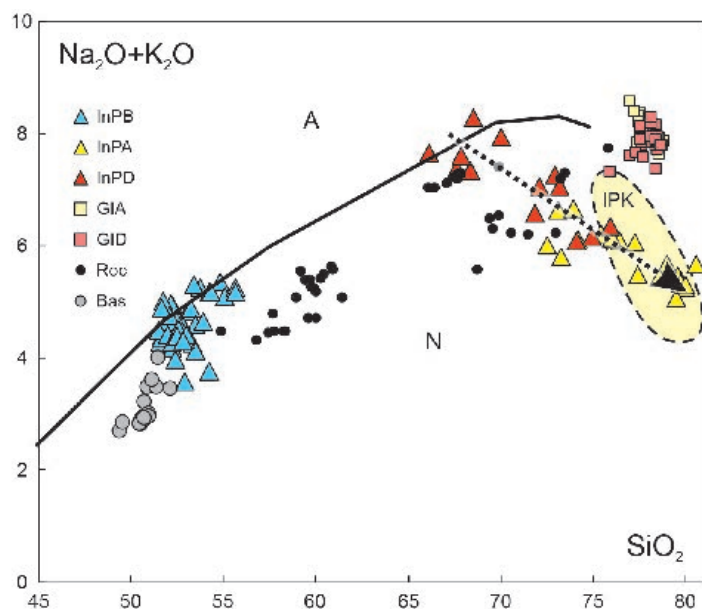 10
Na₂O+K₂O
8
6
4
2
0
A
N
IPK
InPB
InPA
InPD
GIA
GID
Roc
Bas
SiO₂
45 50 55 60 65 70 75 80